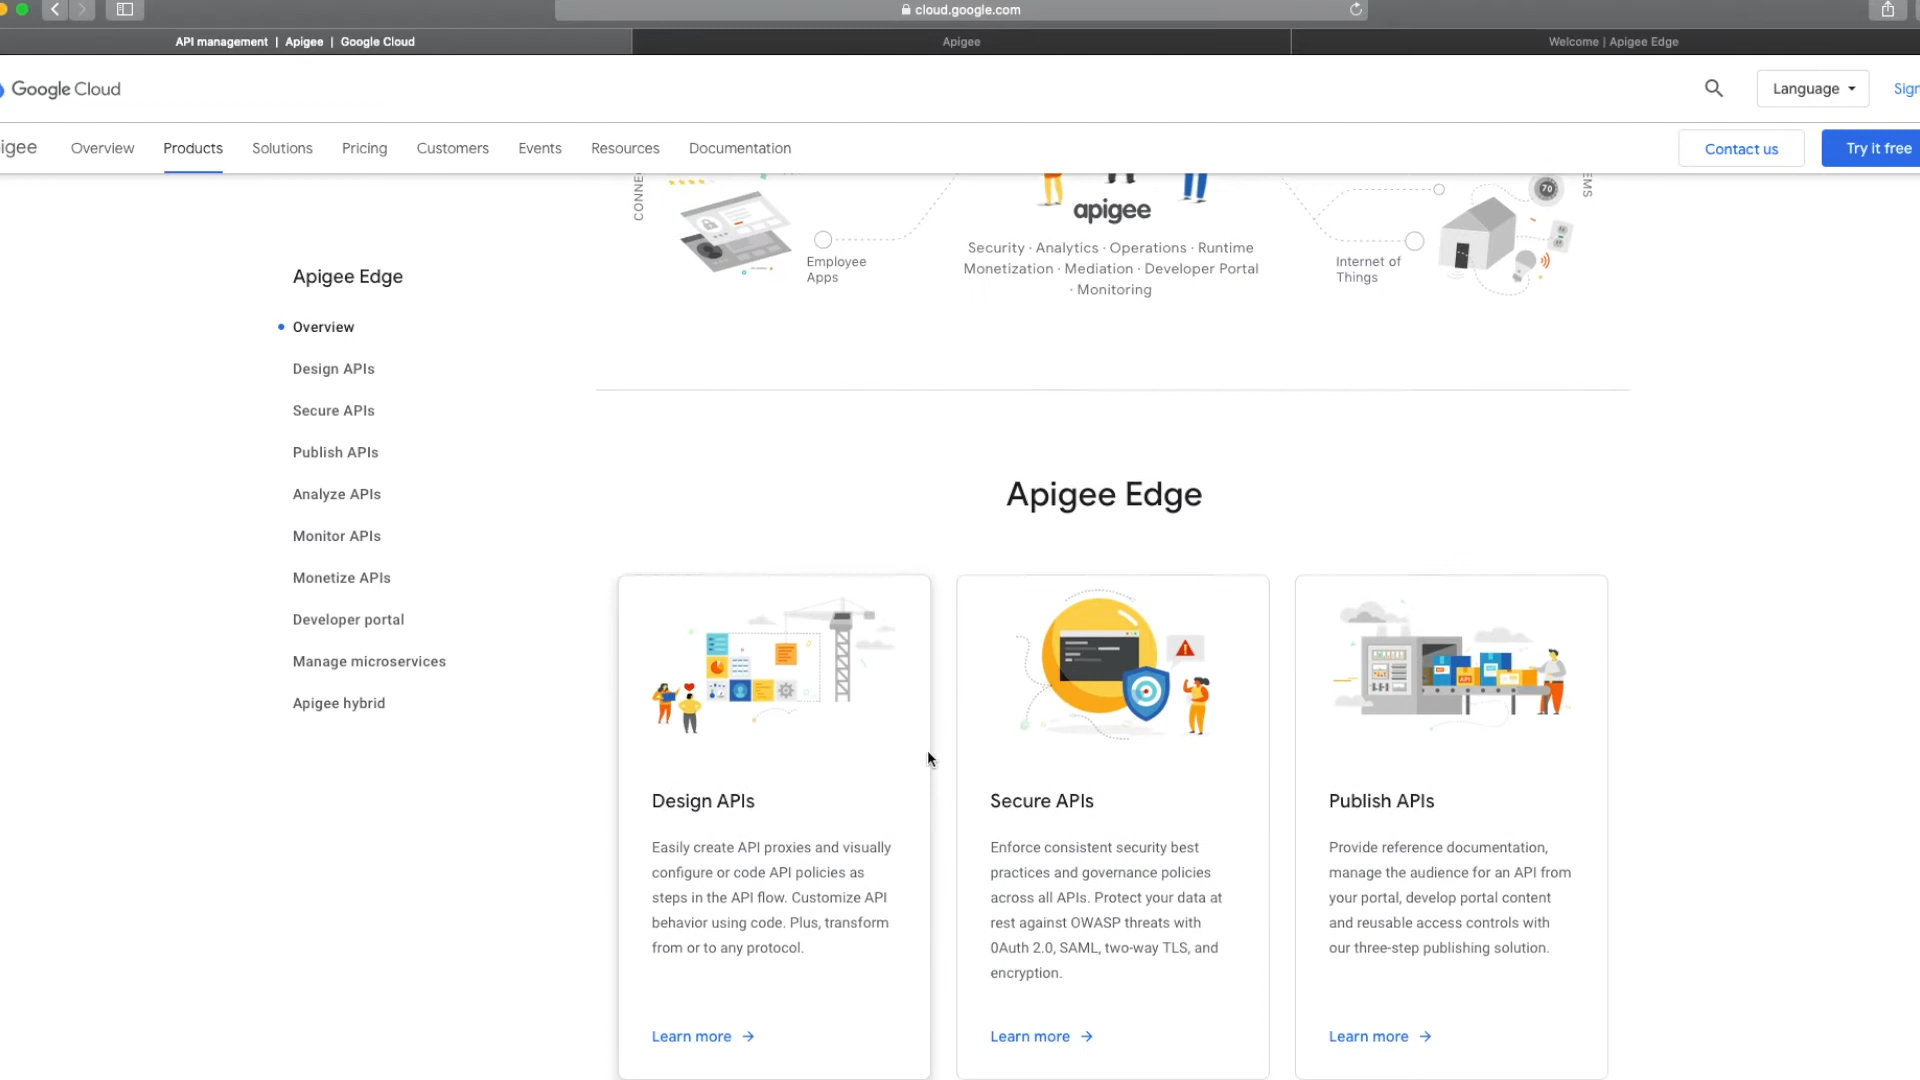 cloud.google.com
API management | Apigee | Google Cloud
Apigee
Welcome | Apigee Edge
Google Cloud
Language
Sign
igee
Overview
Products
Solutions
Pricing
Customers
Events
Resources
Documentation
Contact us
Try it free
CONNE
Employee
Apps
apigee
Security · Analytics · Operations · Runtime
Monetization · Mediation · Developer Portal
· Monitoring
Internet of
Things
70
EMS
Apigee Edge
Overview
Design APIs
Secure APIs
Publish APIs
Analyze APIs
Monitor APIs
Monetize APIs
Developer portal
Manage microservices
Apigee hybrid
Apigee Edge
Design APIs
Easily create API proxies and visually
configure or code API policies as
steps in the API flow. Customize API
behavior using code. Plus, transform
from or to any protocol.
Learn more
Secure APIs
Enforce consistent security best
practices and governance policies
across all APIs. Protect your data at
rest against OWASP threats with
OAuth 2.0, SAML, two-way TLS, and
encryption.
Learn more
API
Publish APIs
Provide reference documentation,
manage the audience for an API from
your portal, develop portal content
and reusable access controls with
our three-step publishing solution.
Learn more